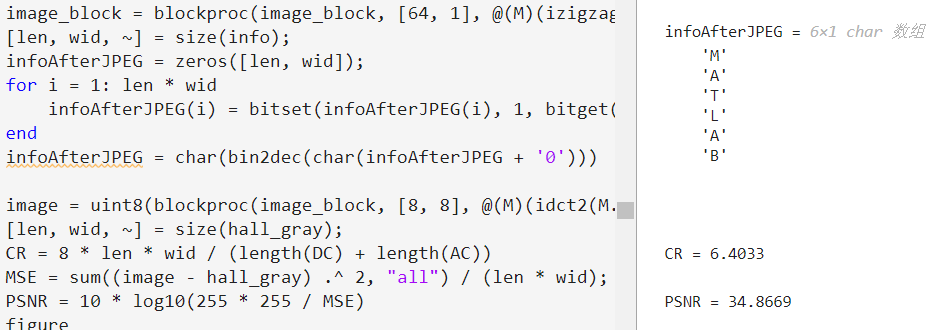 image_block = blockproc(image_block, [64, 1], @(M)(izigzag
[len, wid, ~] = size(info);
infoAfterJPEG = zeros([len, wid]);
for i = 1: len * wid
    infoAfterJPEG(i) = bitset(infoAfterJPEG(i), 1, bitget(
end
infoAfterJPEG = char(bin2dec(char(infoAfterJPEG + '0')))
image = uint8(blockproc(image_block, [8, 8], @(M)(idct2(M.
[len, wid, ~] = size(hall_gray);
CR = 8 * len * wid / (length(DC) + length(AC))
MSE = sum((image - hall_gray) .^ 2, "all") / (len * wid);
PSNR = 10 * log10(255 * 255 / MSE)
figure
infoAfterJPEG = 6×1 char 数组
'M'
'A'
'T'
'L'
'A'
'B'
CR = 6.4033
PSNR = 34.8669